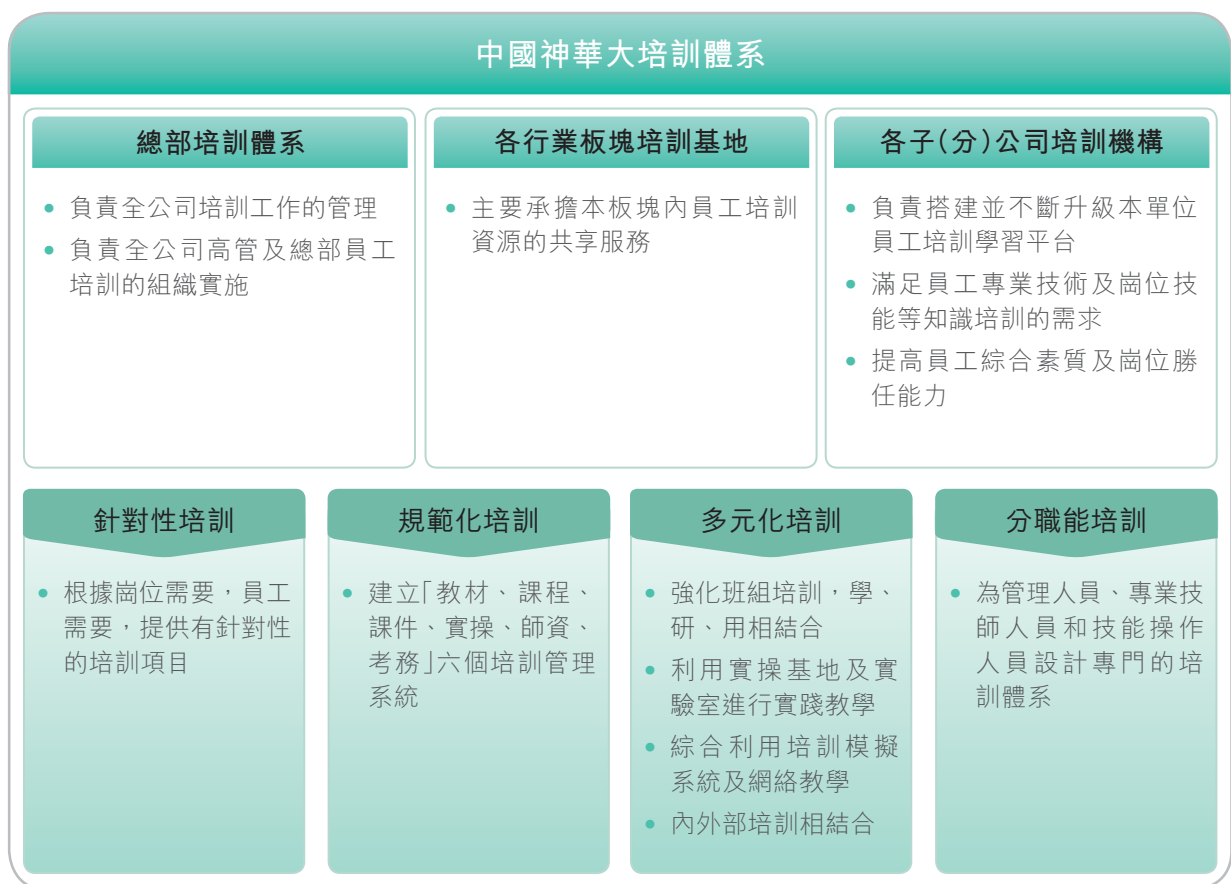 中國神華大培訓體系
總部培訓體系
• 負責全公司培訓工作的管理
• 負責全公司高管及總部員工
培訓的組織實施
各行業板塊培訓基地
• 主要承擔本板塊內員工培訓
資源的共享服務
各子(分)公司培訓機構
• 負責搭建並不斷升級本單位
員工培訓學習平台
• 滿足員工專業技術及崗位技
能等知識培訓的需求
• 提高員工綜合素質及崗位勝
任能力
針對性培訓
• 根據崗位需要，員工
需要，提供有針對性
的培訓項目
規範化培訓
• 建立「教材、課程、
課件、實操、師資、
考務」六個培訓管理
系統
多元化培訓
• 強化班組培訓，學、
研、用相結合
• 利用實操基地及實
驗室進行實踐教學
• 綜合利用培訓模擬
系統及網絡教學
• 內外部培訓相結合
分職能培訓
• 為管理人員、專業技
師人員和技能操作
人員設計專門的培
訓體系